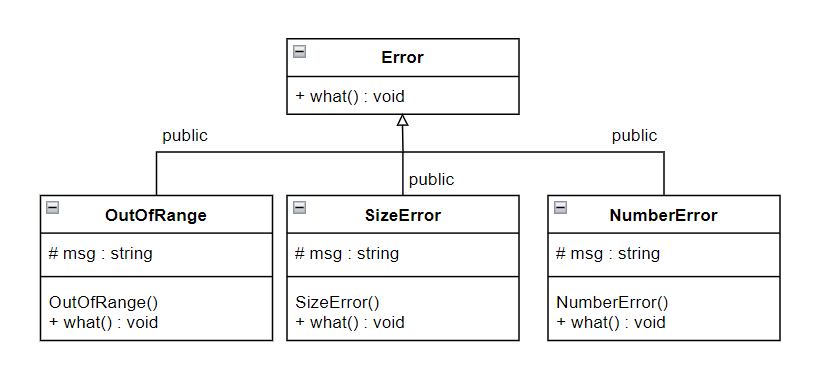 Error
+ what() : void
public
public
public
OutOfRange
# msg : string
OutOfRange()
+ what() : void
SizeError
# msg : string
SizeError()
+ what() : void
NumberError
# msg : string
NumberError()
+ what() : void